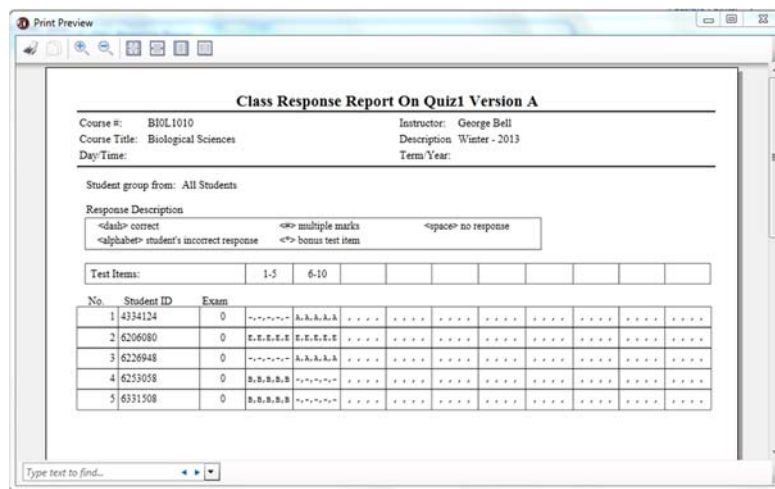 Print Preview
Class Response Report On Quiz1 Version A
Course #: BIOL1010 Instructor: George Bell
Course Title: Biological Sciences Description Winter - 2013
Day/Time: Term/Year:
Student group from: All Students
Response Description
<dash> correct <#> multiple marks <space> no response
<alphabet> student's incorrect response <*> bonus test item
Test Items: 1-5 6-10
No. Student ID Exam
1 4334124 0 -,-,-,-,- A,A,A,A,A , , , , , , , , , , , , , , , , , , , , , , , , , , , , , , , ,
2 6206080 0 E,E,E,E,E E,E,E,E,E , , , , , , , , , , , , , , , , , , , , , , , , , , , , , , , ,
3 6226948 0 -,-,-,-,- A,A,A,A,A , , , , , , , , , , , , , , , , , , , , , , , , , , , , , , , ,
4 6253058 0 B,B,B,B,B -,-,-,-,- , , , , , , , , , , , , , , , , , , , , , , , , , , , , , , , ,
5 6331508 0 B,B,B,B,B -,-,-,-,- , , , , , , , , , , , , , , , , , , , , , , , , , , , , , , , ,
Type text to find...